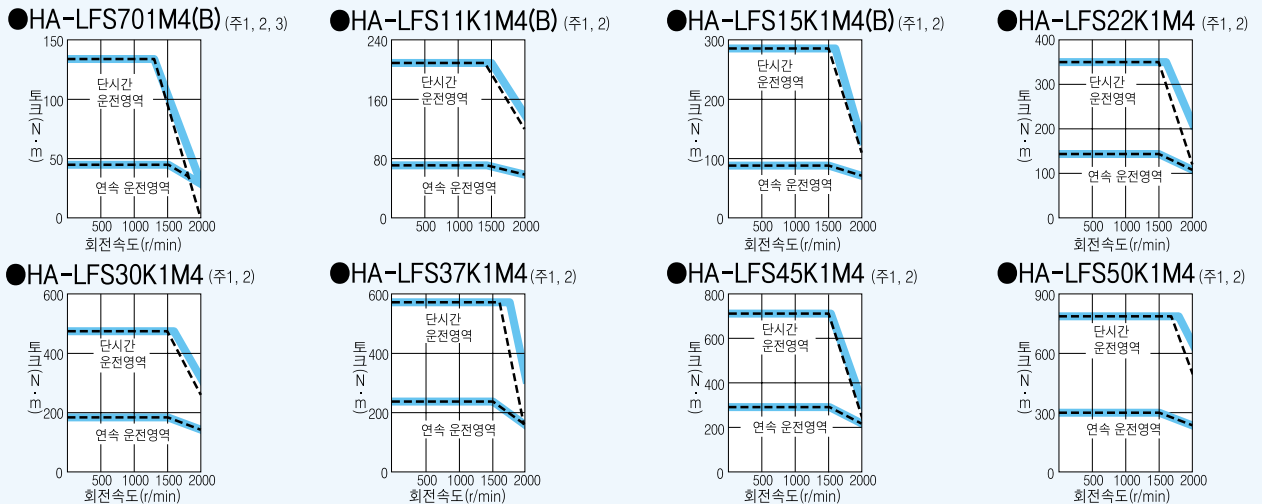 ●HA-LFS701M4(B) (주1, 2, 3)
150
100
50
0
토크(N·m)
단시간
운전영역
연속 운전영역
500 1000 1500 2000
회전속도(r/min)
●HA-LFS11K1M4(B) (주1, 2)
240
160
80
0
토크(N·m)
단시간
운전영역
연속 운전영역
500 1000 1500 2000
회전속도(r/min)
●HA-LFS15K1M4(B) (주1, 2)
300
200
100
0
토크(N·m)
단시간
운전영역
연속 운전영역
500 1000 1500 2000
회전속도(r/min)
●HA-LFS22K1M4 (주1, 2)
400
300
200
100
0
토크(N·m)
단시간
운전영역
연속 운전영역
500 1000 1500 2000
회전속도(r/min)
●HA-LFS30K1M4 (주1, 2)
600
400
200
0
토크(N·m)
단시간
운전영역
연속 운전영역
500 1000 1500 2000
회전속도(r/min)
●HA-LFS37K1M4 (주1, 2)
600
400
200
0
토크(N·m)
단시간
운전영역
연속 운전영역
500 1000 1500 2000
회전속도(r/min)
●HA-LFS45K1M4 (주1, 2)
800
600
400
200
0
토크(N·m)
단시간
운전영역
연속 운전영역
500 1000 1500 2000
회전속도(r/min)
●HA-LFS50K1M4 (주1, 2)
900
600
300
0
토크(N·m)
단시간
운전영역
연속 운전영역
500 1000 1500 2000
회전속도(r/min)